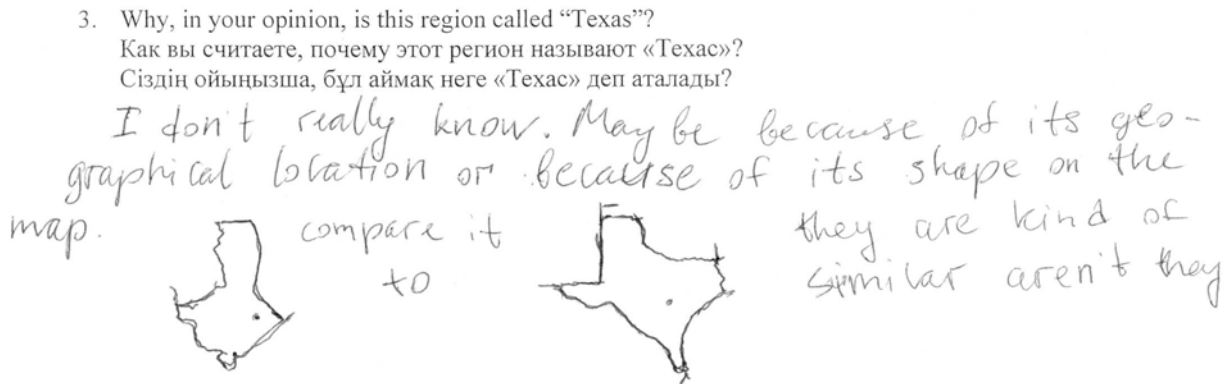 3. Why, in your opinion, is this region called “Texas”?
Как вы считаете, почему этот регион называют «Техас»?
Сіздің ойыңызша, бұл аймақ неге «Техас» деп аталады?
I don't really know. May be because of its geo-
graphical location or because of its shape on the
map. compare it to they are kind of
similar aren't they